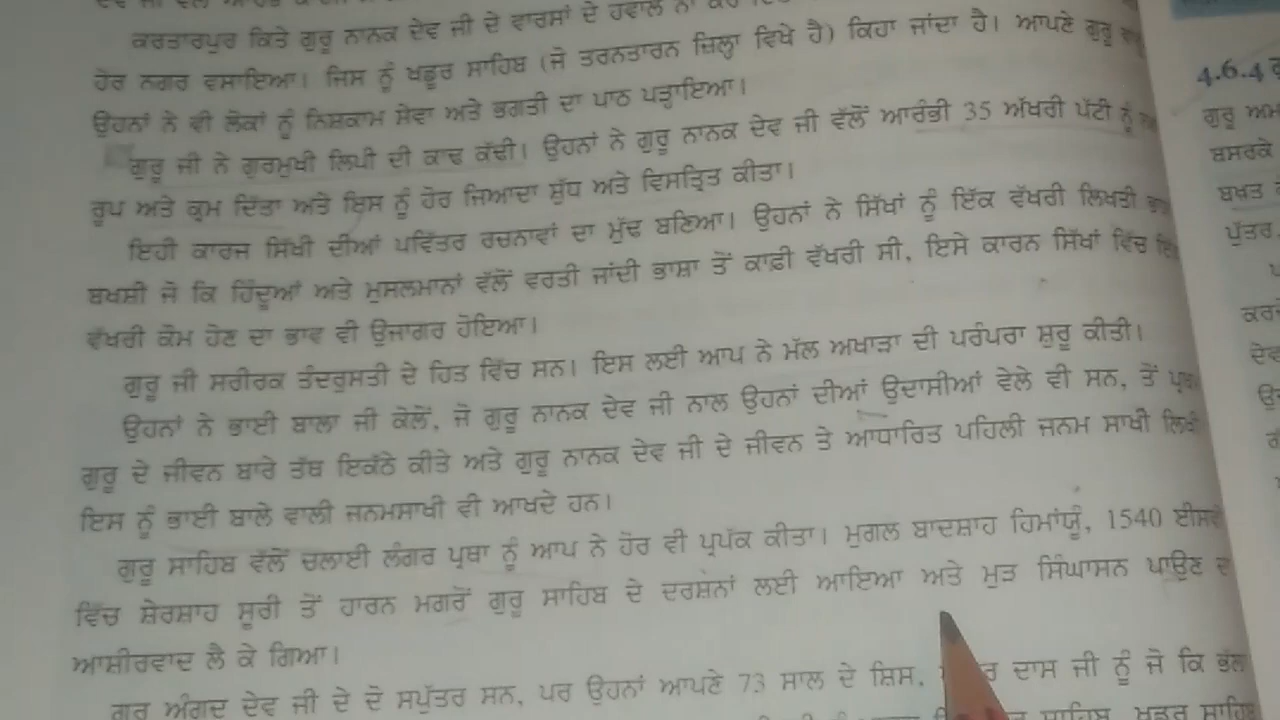 ਕਰਤਾਰਪੁਰ ਕਿਤੇ ਗੁਰੂ ਨਾਨਕ ਦੇਵ ਜੀ ਦੇ ਵਾਰਸਾਂ ਦੇ ਹਵਾਲੇ ਨਾ ਕਰ
ਹੋਰ ਨਗਰ ਵਸਾਇਆ। ਜਿਸ ਨੂੰ ਖਡੂਰ ਸਾਹਿਬ (ਜੋ ਤਰਨਤਾਰਨ ਜ਼ਿਲ੍ਹਾ ਵਿਖੇ ਹੈ) ਕਿਹਾ ਜਾਂਦਾ ਹੈ। ਆਪਣੇ ਗੁਰੂ
ਉਹਨਾਂ ਨੇ ਵੀ ਲੋਕਾਂ ਨੂੰ ਨਿਸ਼ਕਾਮ ਸੇਵਾ ਅਤੇ ਭਗਤੀ ਦਾ ਪਾਠ ਪੜ੍ਹਾਇਆ।
ਗੁਰੂ ਜੀ ਨੇ ਗੁਰਮੁਖੀ ਲਿਪੀ ਦੀ ਕਾਢ ਕੱਢੀ। ਉਹਨਾਂ ਨੇ ਗੁਰੂ ਨਾਨਕ ਦੇਵ ਜੀ ਵੱਲੋਂ ਆਰੰਭੀ 35 ਅੱਖਰੀ ਪੱਟੀ ਨੂੰ
ਰੂਪ ਅਤੇ ਕ੍ਰਮ ਦਿੱਤਾ ਅਤੇ ਇਸ ਨੂੰ ਹੋਰ ਜਿਆਦਾ ਸ਼ੁੱਧ ਅਤੇ ਵਿਸਤ੍ਰਿਤ ਕੀਤਾ।
ਇਹੀ ਕਾਰਜ ਸਿੱਖੀ ਦੀਆਂ ਪਵਿੱਤਰ ਰਚਨਾਵਾਂ ਦਾ ਮੁੱਢ ਬਣਿਆ। ਉਹਨਾਂ ਨੇ ਸਿੱਖਾਂ ਨੂੰ ਇੱਕ ਵੱਖਰੀ ਲਿਖਤੀ
ਬਖਸ਼ੀ ਜੋ ਕਿ ਹਿੰਦੂਆਂ ਅਤੇ ਮੁਸਲਮਾਨਾਂ ਵੱਲੋਂ ਵਰਤੀ ਜਾਂਦੀ ਭਾਸ਼ਾ ਤੋਂ ਕਾਫ਼ੀ ਵੱਖਰੀ ਸੀ, ਇਸੇ ਕਾਰਨ ਸਿੱਖਾਂ ਵਿੱਚ
ਵੱਖਰੀ ਕੌਮ ਹੋਣ ਦਾ ਭਾਵ ਵੀ ਉਜਾਗਰ ਹੋਇਆ।
ਗੁਰੂ ਜੀ ਸਰੀਰਕ ਤੰਦਰੁਸਤੀ ਦੇ ਹਿਤ ਵਿੱਚ ਸਨ। ਇਸ ਲਈ ਆਪ ਨੇ ਮੱਲ ਅਖਾੜਾ ਦੀ ਪਰੰਪਰਾ ਸ਼ੁਰੂ ਕੀਤੀ।
ਉਹਨਾਂ ਨੇ ਭਾਈ ਬਾਲਾ ਜੀ ਕੋਲੋਂ, ਜੋ ਗੁਰੂ ਨਾਨਕ ਦੇਵ ਜੀ ਨਾਲ ਉਹਨਾਂ ਦੀਆਂ ਉਦਾਸੀਆਂ ਵੇਲੇ ਵੀ ਸਨ, ਤੋਂ
ਗੁਰੂ ਦੇ ਜੀਵਨ ਬਾਰੇ ਤੱਥ ਇਕੱਠੇ ਕੀਤੇ ਅਤੇ ਗੁਰੂ ਨਾਨਕ ਦੇਵ ਜੀ ਦੇ ਜੀਵਨ ਤੇ ਆਧਾਰਿਤ ਪਹਿਲੀ ਜਨਮ ਸਾਖੀ ਲਿਖੀ
ਇਸ ਨੂੰ ਭਾਈ ਬਾਲੇ ਵਾਲੀ ਜਨਮਸਾਖੀ ਵੀ ਆਖਦੇ ਹਨ।
ਗੁਰੂ ਸਾਹਿਬ ਵੱਲੋਂ ਚਲਾਈ ਲੰਗਰ ਪ੍ਰਥਾ ਨੂੰ ਆਪ ਨੇ ਹੋਰ ਵੀ ਪ੍ਰਪੱਕ ਕੀਤਾ। ਮੁਗਲ ਬਾਦਸ਼ਾਹ ਹਿਮਾਂਯੂੰ, 1540 ਈਸਵੀ
ਵਿੱਚ ਸ਼ੇਰਸ਼ਾਹ ਸੂਰੀ ਤੋਂ ਹਾਰਨ ਮਗਰੋਂ ਗੁਰੂ ਸਾਹਿਬ ਦੇ ਦਰਸ਼ਨਾਂ ਲਈ ਆਇਆ ਅਤੇ ਮੁੜ ਸਿੰਘਾਸਨ ਪਾਉਣ ਦਾ
ਆਸ਼ੀਰਵਾਦ ਲੈ ਕੇ ਗਿਆ।
ਗੁਰੂ ਅੰਗਦ ਦੇਵ ਜੀ ਦੇ ਦੋ ਸਪੁੱਤਰ ਸਨ, ਪਰ ਉਹਨਾਂ ਆਪਣੇ 73 ਸਾਲ ਦੇ ਸ਼ਿਸ਼, ਦਾਸ ਜੀ ਨੂੰ ਜੋ ਕਿ
ਸਾਹਿਬ, ਖਡੂਰ ਸਾਹਿਬ
4.6.4
ਗੁਰੂ
ਬਸਰਕੇ
ਬਖ਼ਤ
ਪੁੱਤਰ